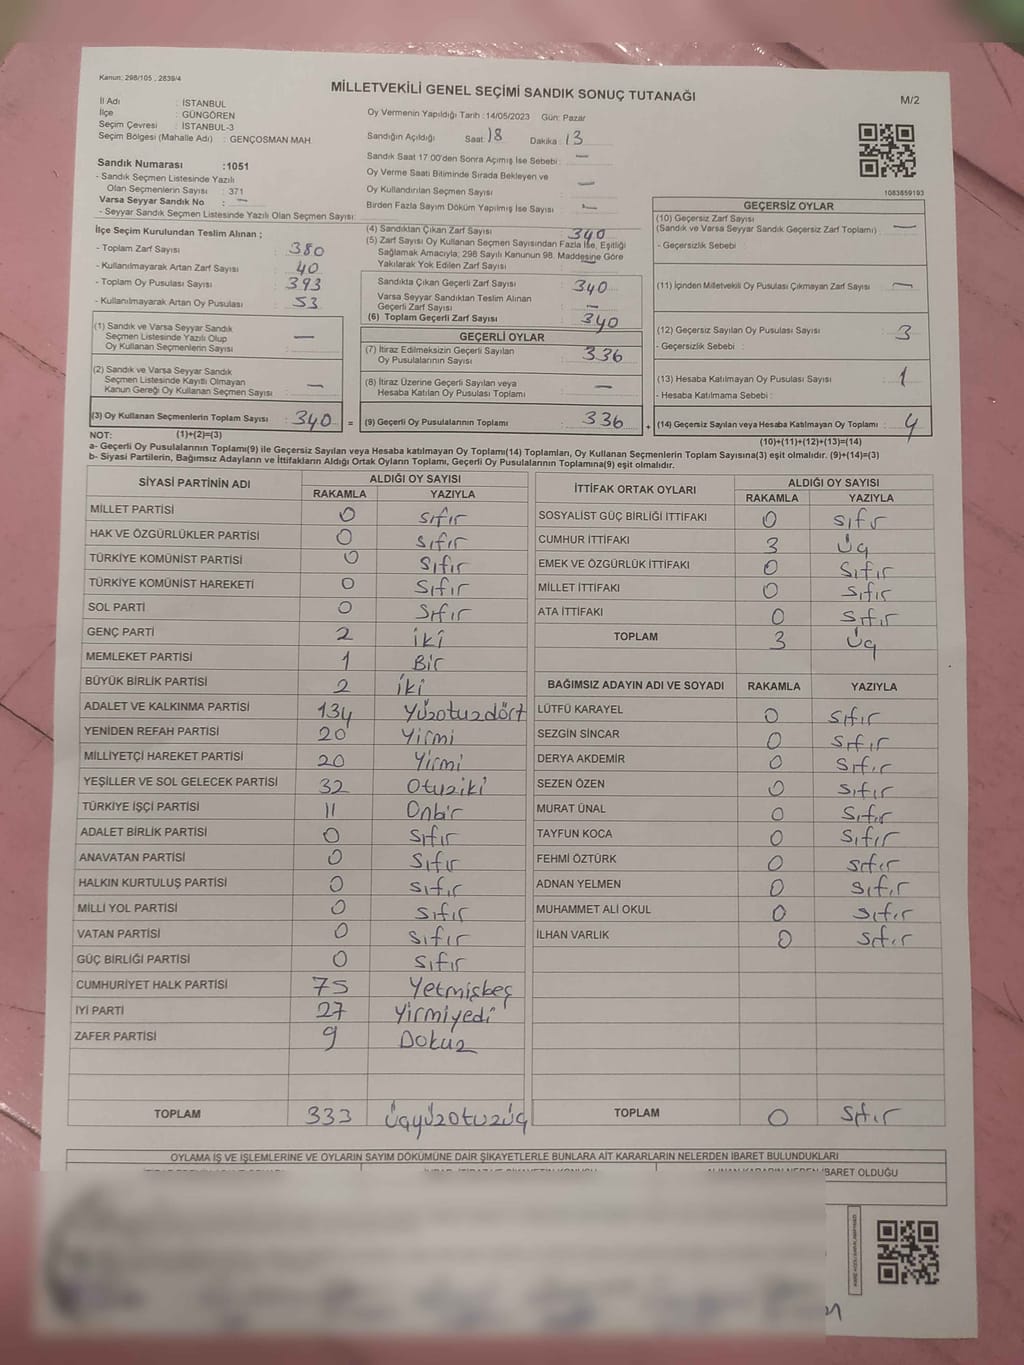 Kanun: 298/105 , 2839/4
MİLLETVEKİLİ GENEL SEÇİMİ SANDIK SONUÇ TUTANAĞI
M/2
İl Adı : İSTANBUL
İlçe : GÜNGÖREN
Seçim Çevresi : İSTANBUL-3
Seçim Bölgesi (Mahalle Adı) : GENÇOSMAN MAH.
Oy Vermenin Yapıldığı Tarih : 14/05/2023 Gün: Pazar
Sandığın Açıldığı Saat: 18 Dakika : 13
Sandık Saat 17:00'den Sonra Açımış İse Sebebi : —
Oy Verme Saati Bitiminde Sırada Bekleyen ve
Oy Kullandırılan Seçmen Sayısı : —
Birden Fazla Sayım Döküm Yapılmış İse Sayısı : —
1083859193
Sandık Numarası :1051
- Sandık Seçmen Listesinde Yazılı
Olan Seçmenlerin Sayısı : 371
Varsa Seyyar Sandık No : —
- Seyyar Sandık Seçmen Listesinde Yazılı Olan Seçmen Sayısı:
İlçe Seçim Kurulundan Teslim Alınan ;
- Toplam Zarf Sayısı : 380
- Kullanılmayarak Artan Zarf Sayısı : 40
- Toplam Oy Pusulası Sayısı : 393
- Kullanılmayarak Artan Oy Pusulası : 53
(1) Sandık ve Varsa Seyyar Sandık
Seçmen Listesinde Yazılı Olup
Oy Kullanan Seçmenlerin Sayısı : —
(2) Sandık ve Varsa Seyyar Sandık
Seçmen Listesinde Kayıtlı Olmayan
Kanun Gereği Oy Kullanan Seçmen Sayısı : —
(3) Oy Kullanan Seçmenlerin Toplam Sayısı : 340 =
(1)+(2)=(3)
(4) Sandıktan Çıkan Zarf Sayısı : 340
(5) Zarf Sayısı Oy Kullanan Seçmen Sayısından Fazla İse, Eşitliği
Sağlamak Amacıyla; 298 Sayılı Kanunun 98. Maddesine Göre
Yakılarak Yok Edilen Zarf Sayısı : —
Sandıkta Çıkan Geçerli Zarf Sayısı : 340
Varsa Seyyar Sandıktan Teslim Alınan
Geçerli Zarf Sayısı : —
(6) Toplam Geçerli Zarf Sayısı : 340
GEÇERLİ OYLAR
(7) İtiraz Edilmeksizin Geçerli Sayılan
Oy Pusulalarının Sayısı : 336
(8) İtiraz Üzerine Geçerli Sayılan veya
Hesaba Katılan Oy Pusulası Toplamı : —
(9) Geçerli Oy Pusulalarının Toplamı : 336 +
GEÇERSİZ OYLAR
(10) Geçersiz Zarf Sayısı
(Sandık ve Varsa Seyyar Sandık Geçersiz Zarf Toplamı) : —
- Geçersizlik Sebebi :
(11) İçinden Milletvekili Oy Pusulası Çıkmayan Zarf Sayısı : —
(12) Geçersiz Sayılan Oy Pusulası Sayısı : 3
- Geçersizlik Sebebi :
(13) Hesaba Katılmayan Oy Pusulası Sayısı : 1
- Hesaba Katılmama Sebebi :
(14) Geçersiz Sayılan veya Hesaba Katılmayan Oy Toplamı : 4
(10)+(11)+(12)+(13)=(14)
NOT:
a- Geçerli Oy Pusulalarının Toplamı(9) ile Geçersiz Sayılan veya Hesaba katılmayan Oy Toplamı(14) Toplamları, Oy Kullanan Seçmenlerin Toplam Sayısına(3) eşit olmalıdır. (9)+(14)=(3)
b- Siyasi Partilerin, Bağımsız Adayların ve İttifakların Aldığı Ortak Oyların Toplamı, Geçerli Oy Pusulalarının Toplamına(9) eşit olmalıdır.
SİYASİ PARTİNİN ADI ALDIĞI OY SAYISI
RAKAMLA YAZIYLA
MİLLET PARTİSİ 0 Sıfır
HAK VE ÖZGÜRLÜKLER PARTİSİ 0 Sıfır
TÜRKİYE KOMÜNİST PARTİSİ 0 Sıfır
TÜRKİYE KOMÜNİST HAREKETİ 0 Sıfır
SOL PARTİ 0 Sıfır
GENÇ PARTİ 2 İki
MEMLEKET PARTİSİ 1 Bir
BÜYÜK BİRLİK PARTİSİ 2 İki
ADALET VE KALKINMA PARTİSİ 134 Yüzotuzdört
YENİDEN REFAH PARTİSİ 20 Yirmi
MİLLİYETÇİ HAREKET PARTİSİ 20 Yirmi
YEŞİLLER VE SOL GELECEK PARTİSİ 32 Otuziki
TÜRKİYE İŞÇİ PARTİSİ 11 Onbir
ADALET BİRLİK PARTİSİ 0 Sıfır
ANAVATAN PARTİSİ 0 Sıfır
HALKIN KURTULUŞ PARTİSİ 0 Sıfır
MİLLİ YOL PARTİSİ 0 Sıfır
VATAN PARTİSİ 0 Sıfır
GÜÇ BİRLİĞİ PARTİSİ 0 Sıfır
CUMHURİYET HALK PARTİSİ 75 Yetmişbeş
İYİ PARTİ 27 Yirmiyedi
ZAFER PARTİSİ 9 Dokuz
TOPLAM 333 Üçyüzotuzüç
İTTİFAK ORTAK OYLARI ALDIĞI OY SAYISI
RAKAMLA YAZIYLA
SOSYALİST GÜÇ BİRLİĞİ İTTİFAKI 0 Sıfır
CUMHUR İTTİFAKI 3 Üç
EMEK VE ÖZGÜRLÜK İTTİFAKI 0 Sıfır
MİLLET İTTİFAKI 0 Sıfır
ATA İTTİFAKI 0 Sıfır
TOPLAM 3 Üç
BAĞIMSIZ ADAYIN ADI VE SOYADI RAKAMLA YAZIYLA
LÜTFÜ KARAYEL 0 Sıfır
SEZGİN SİNCAR 0 Sıfır
DERYA AKDEMİR 0 Sıfır
SEZEN ÖZEN 0 Sıfır
MURAT ÜNAL 0 Sıfır
TAYFUN KOCA 0 Sıfır
FEHMİ ÖZTÜRK 0 Sıfır
ADNAN YELMEN 0 Sıfır
MUHAMMET ALİ OKUL 0 Sıfır
İLHAN VARLIK 0 Sıfır
TOPLAM 0 Sıfır
OYLAMA İŞ VE İŞLEMLERİNE VE OYLARIN SAYIM DÖKÜMÜNE DAİR ŞİKAYETLERLE BUNLARA AİT KARARLARIN NELERDEN İBARET BULUNDUKLARI
İBARET OLDUĞU